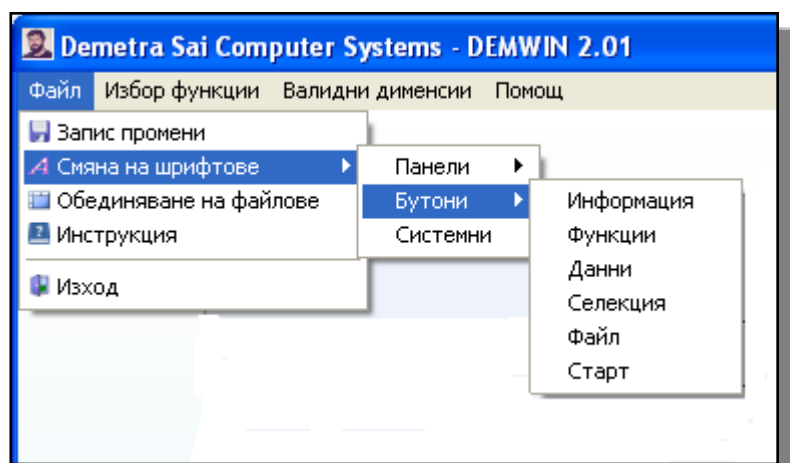 Demetra Sai Computer Systems - DEMWIN 2.01
Файл Избор функции Валидни дименсии Помощ
Запис промени
Смяна на шрифтове
Обединяване на файлове
Инструкция
Изход
Панели
Бутони
Системни
Информация
Функции
Данни
Селекция
Файл
Старт